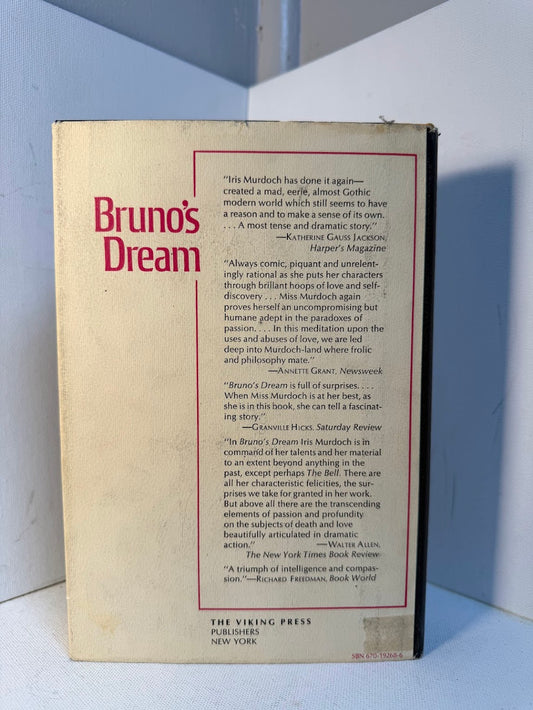 Bruno's
Dream
"Iris Murdoch has done it again—
created a mad, eerie, almost Gothic
modern world which still seems to have
a reason and to make a sense of its own.
. . . A most tense and dramatic story."
—KATHERINE GAUSS JACKSON,
Harper's Magazine
"Always comic, piquant and unrelent-
ingly rational as she puts her characters
through brilliant hoops of love and self-
discovery . . . Miss Murdoch again
proves herself an uncompromising but
humane adept in the paradoxes of
passion. . . . In this meditation upon the
uses and abuses of love, we are led
deep into Murdoch-land where frolic
and philosophy mate."
—ANNETTE GRANT, Newsweek
"Bruno's Dream is full of surprises. . . .
When Miss Murdoch is at her best, as
she is in this book, she can tell a fascinat-
ing story."
—GRANVILLE HICKS, Saturday Review
"In Bruno's Dream Iris Murdoch is in
command of her talents and her material
to an extent beyond anything in the
past, except perhaps The Bell. There are
all her characteristic felicities, the sur-
prises we take for granted in her work.
But above all there are the transcending
elements of passion and profundity
on the subjects of death and love
beautifully articulated in dramatic
action."
—WALTER ALLEN,
The New York Times Book Review
"A triumph of intelligence and compas-
sion."—RICHARD FREEDMAN, Book World
THE VIKING PRESS
PUBLISHERS
NEW YORK
SBN 670-19268-6